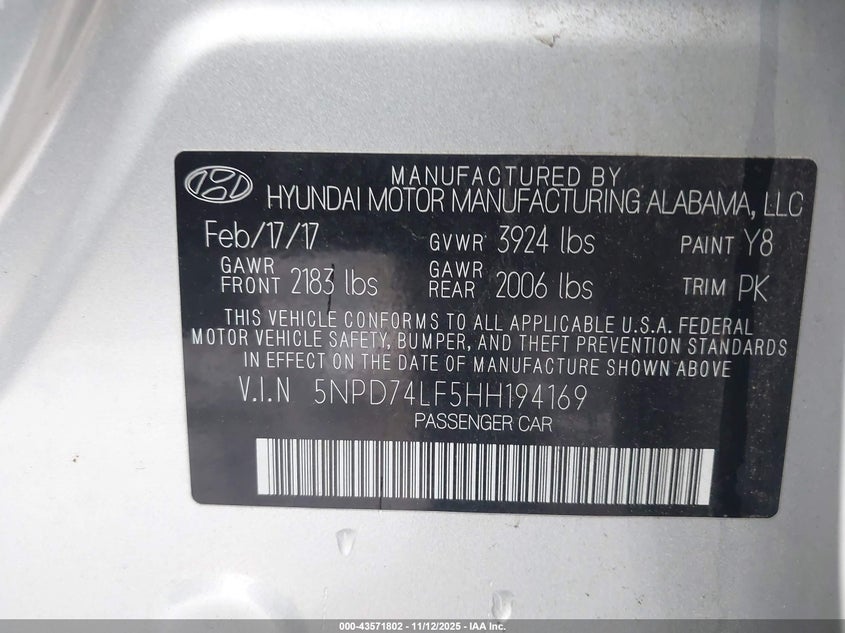 MANUFACTURED BY
HYUNDAI MOTOR MANUFACTURING ALABAMA, LLC
Feb/17/17 GVWR 3924 lbs PAINT Y8
GAWR FRONT 2183 lbs GAWR REAR 2006 lbs TRIM PK
THIS VEHICLE CONFORMS TO ALL APPLICABLE U.S.A. FEDERAL
MOTOR VEHICLE SAFETY, BUMPER, AND THEFT PREVENTION STANDARDS
IN EFFECT ON THE DATE OF MANUFACTURE SHOWN ABOVE
V.I.N 5NPD74LF5HH194169
PASSENGER CAR
000-43571802 - 11/12/2025 - IAA Inc.